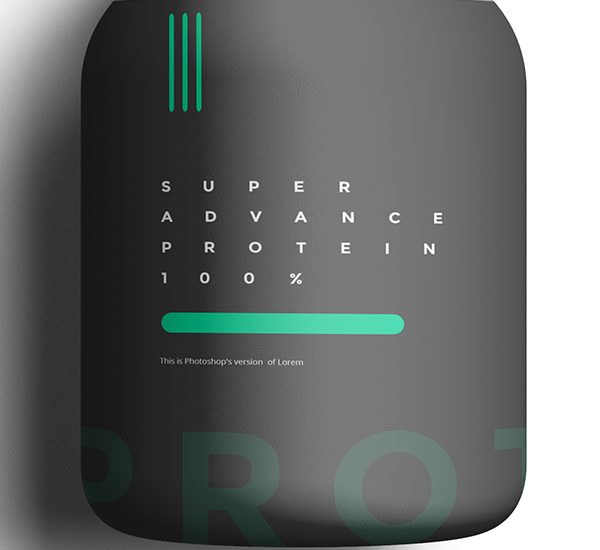 SUPER
ADVANCE
PROTEIN
100%
This is Photoshop's version of Lorem
PROT